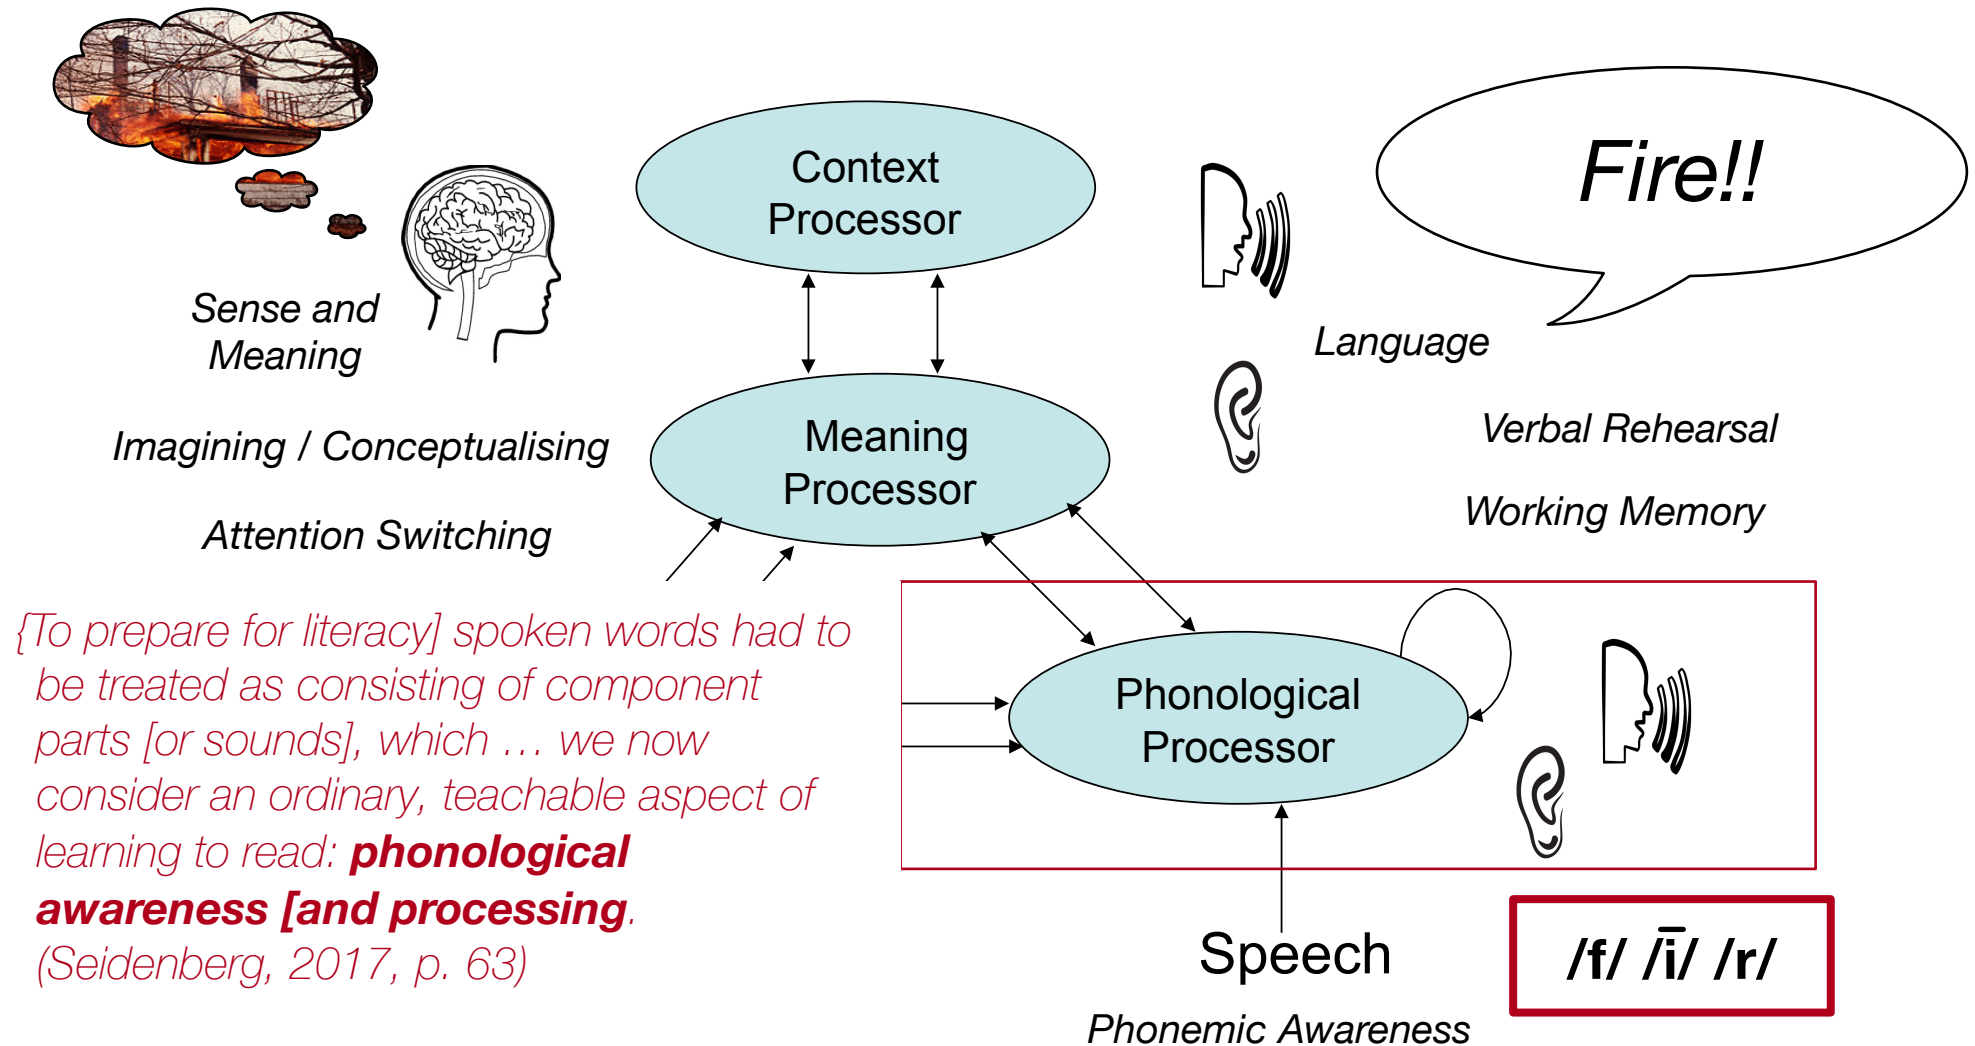 Context
Processor
Fire!!
Sense and
Meaning
Language
Meaning
Processor
Imagining / Conceptualising
Verbal Rehearsal
Attention Switching
Working Memory
{To prepare for literacy] spoken words had to
be treated as consisting of component
parts [or sounds], which … we now
consider an ordinary, teachable aspect of
learning to read: phonological
awareness [and processing.
(Seidenberg, 2017, p. 63)
Phonological
Processor
Speech
/f/ /ī/ /r/
Phonemic Awareness